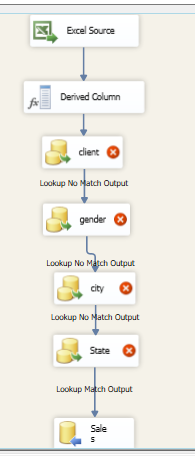 Excel Source
fx
Derived Column
client
Lookup No Match Output
gender
Lookup No Match Output
city
Lookup No Match Output
State
Lookup Match Output
Sale
s